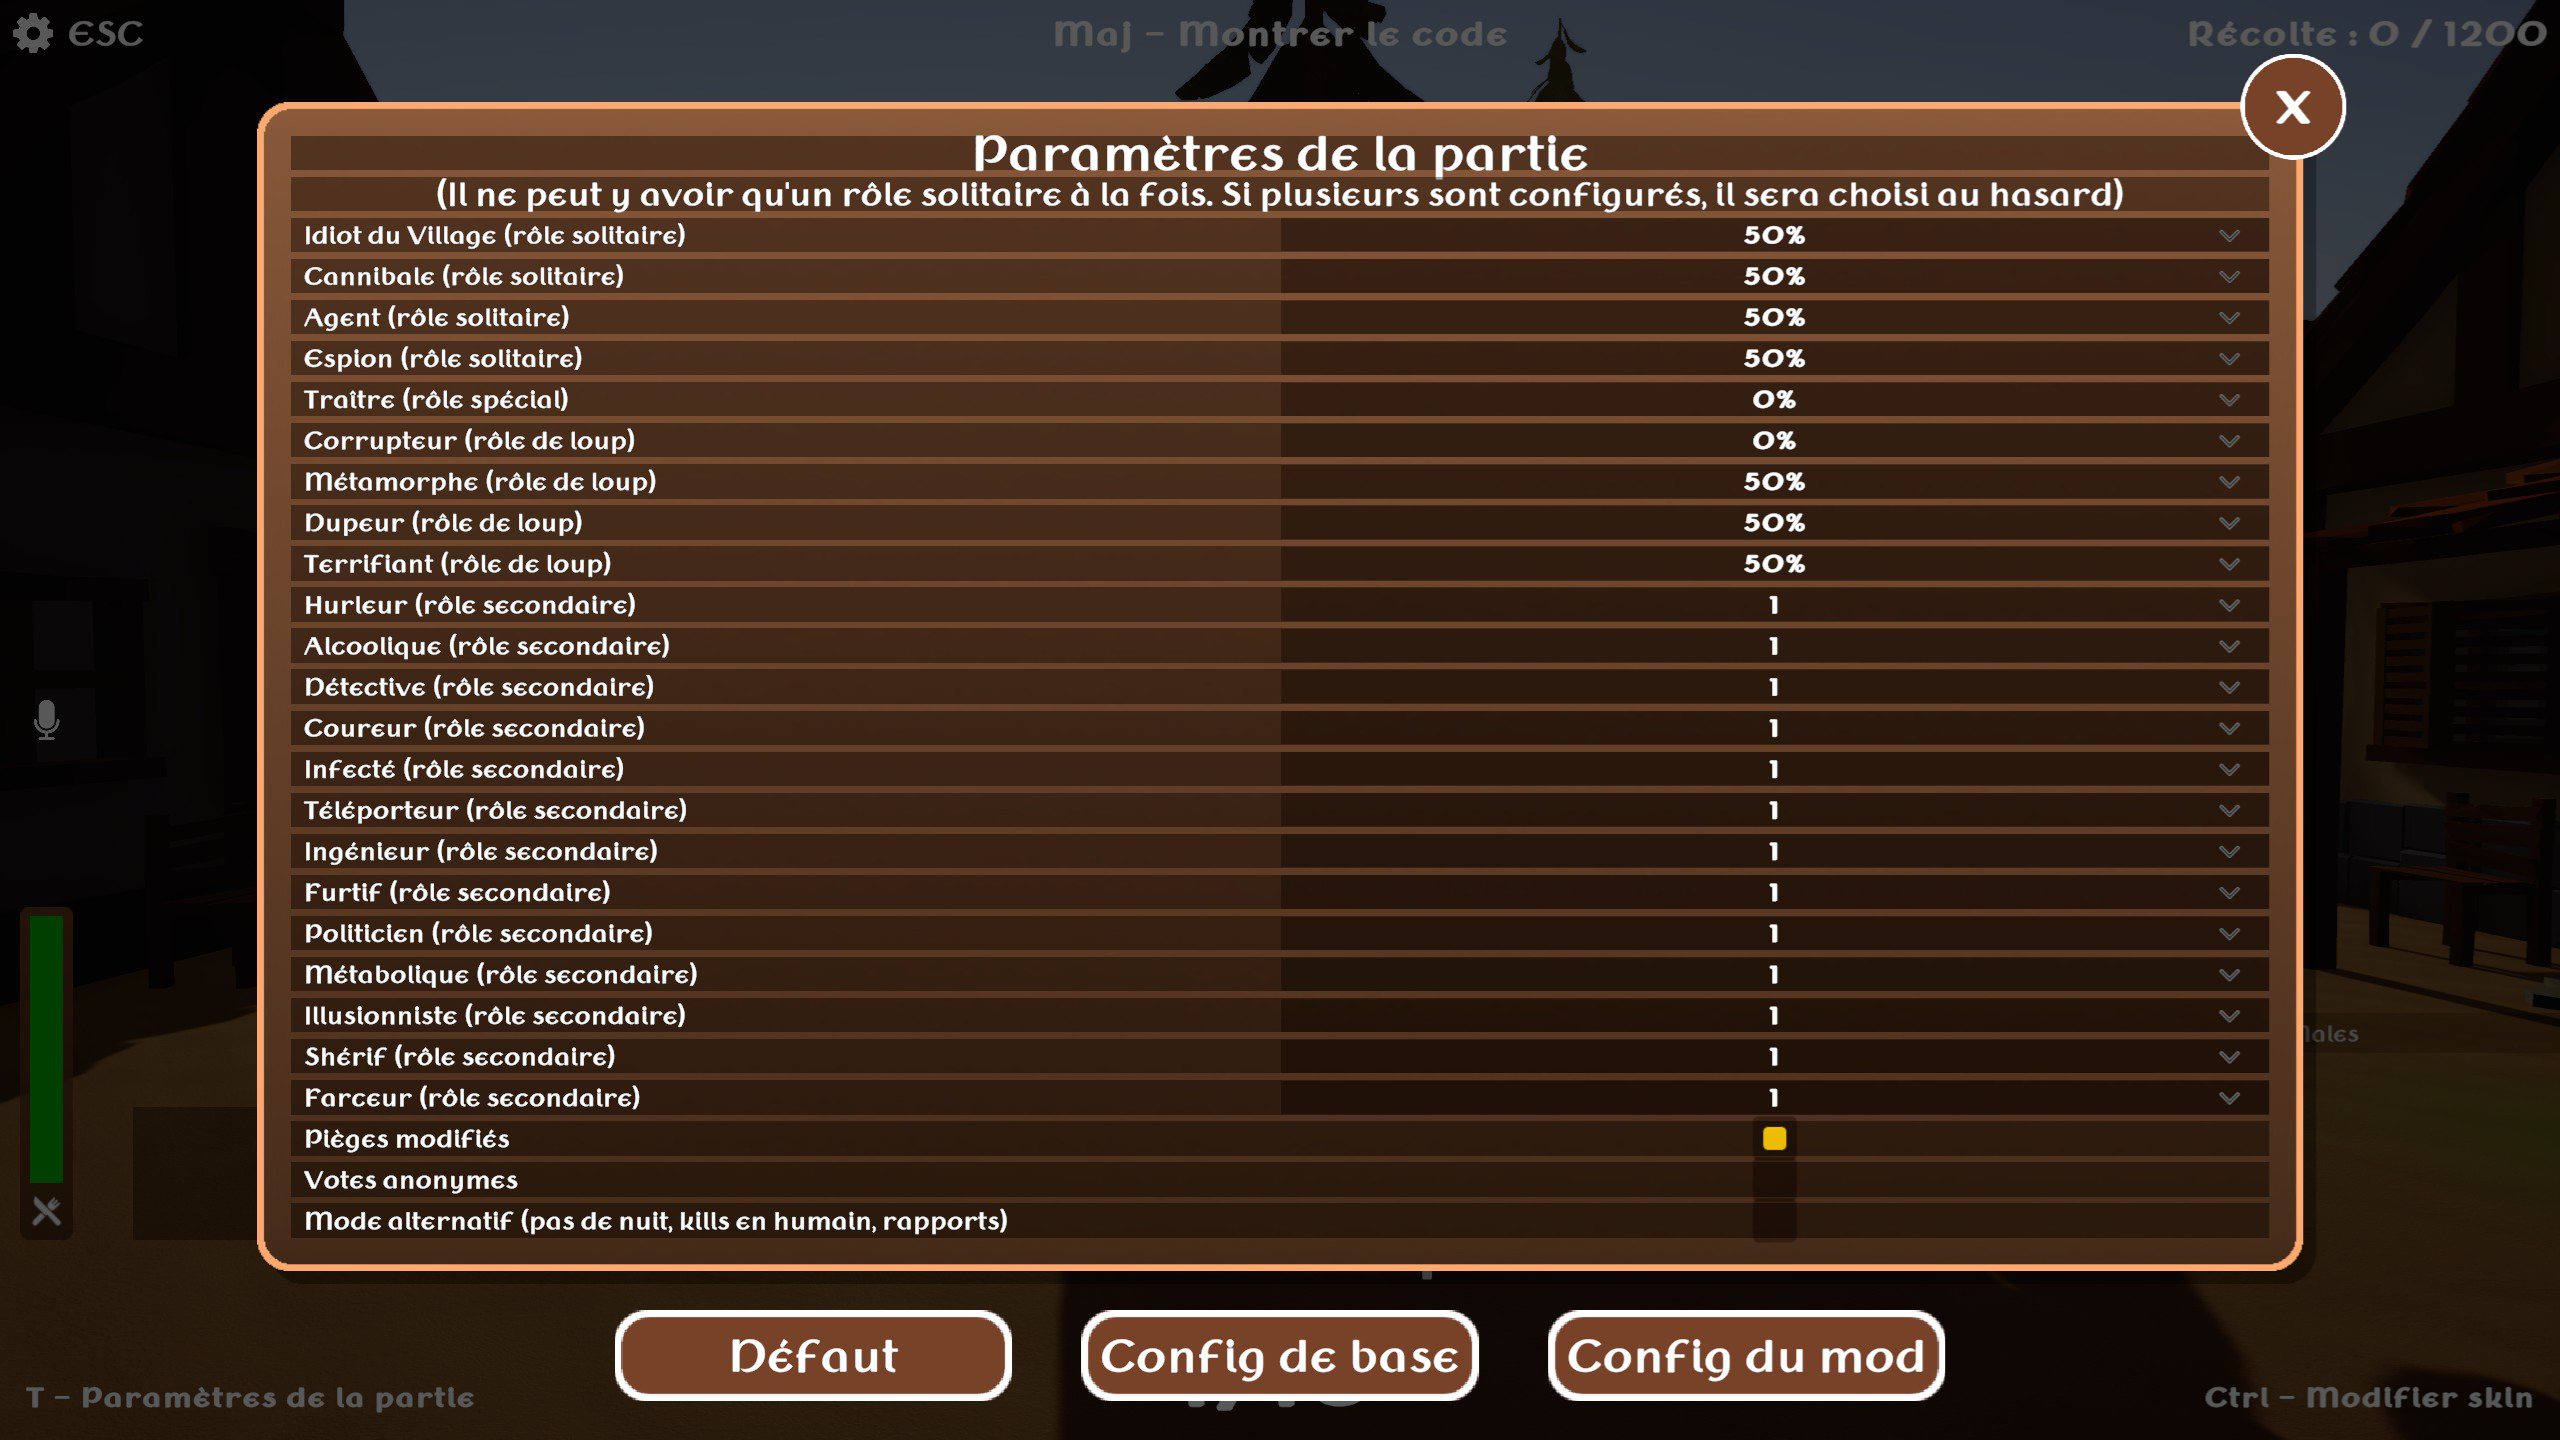 ESC
Maj - Montrer le code
Récolte : 0 / 1200
X
Paramètres de la partie
(Il ne peut y avoir qu'un rôle solitaire à la fois. Si plusieurs sont configurés, il sera choisi au hasard)
Idiot du Village (rôle solitaire) 50%
Cannibale (rôle solitaire) 50%
Agent (rôle solitaire) 50%
Espion (rôle solitaire) 50%
Traître (rôle spécial) 0%
Corrupteur (rôle de loup) 0%
Métamorphe (rôle de loup) 50%
Dupeur (rôle de loup) 50%
Terrifiant (rôle de loup) 50%
Hurleur (rôle secondaire) 1
Alcoolique (rôle secondaire) 1
Détective (rôle secondaire) 1
Coureur (rôle secondaire) 1
Infecté (rôle secondaire) 1
Téléporteur (rôle secondaire) 1
Ingénieur (rôle secondaire) 1
Furtif (rôle secondaire) 1
Politicien (rôle secondaire) 1
Métabolique (rôle secondaire) 1
Illusionniste (rôle secondaire) 1
Shérif (rôle secondaire) 1
Farceur (rôle secondaire) 1
Pièges modifiés
Votes anonymes
Mode alternatif (pas de nuit, kills en humain, rapports)
Défaut
Config de base
Config du mod
T - Paramètres de la partie
Ctrl - Modifier skin